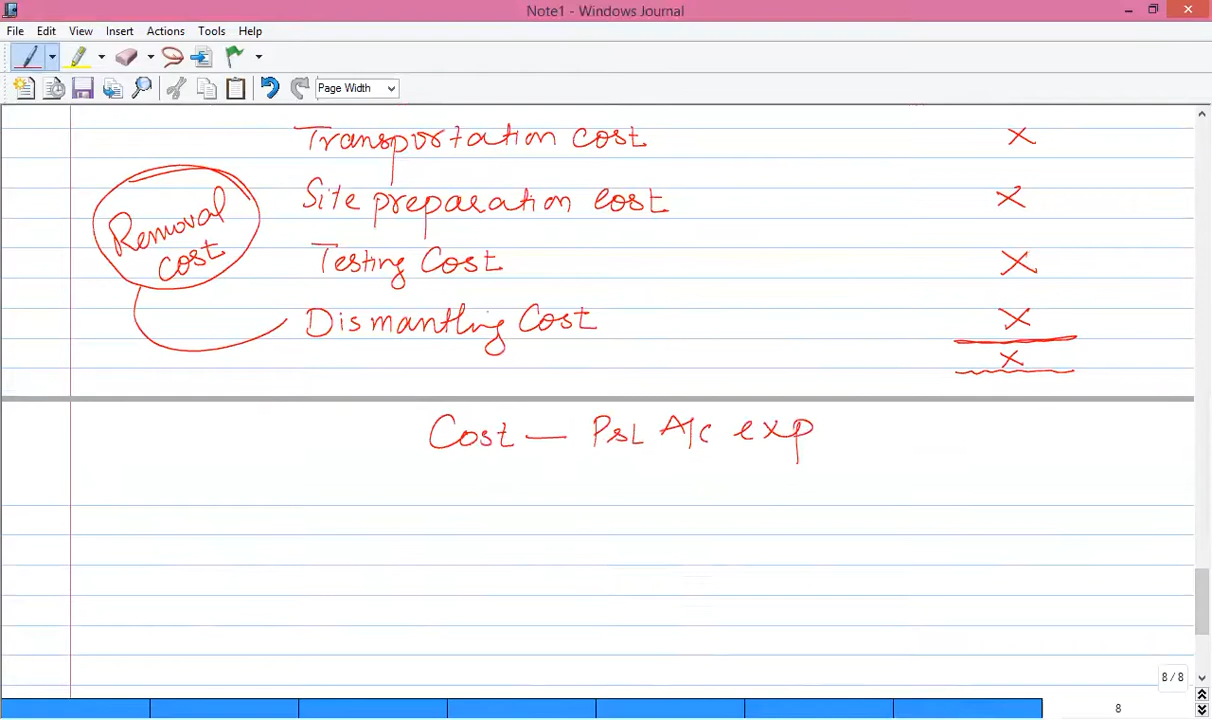 Note1 - Windows Journal
File Edit View Insert Actions Tools Help
Page Width
Transportation cost x
Site preparation cost x
Removal
cost
Testing Cost x
Dismantling Cost x
x
Cost — P&L A/c exp
8 / 8
8